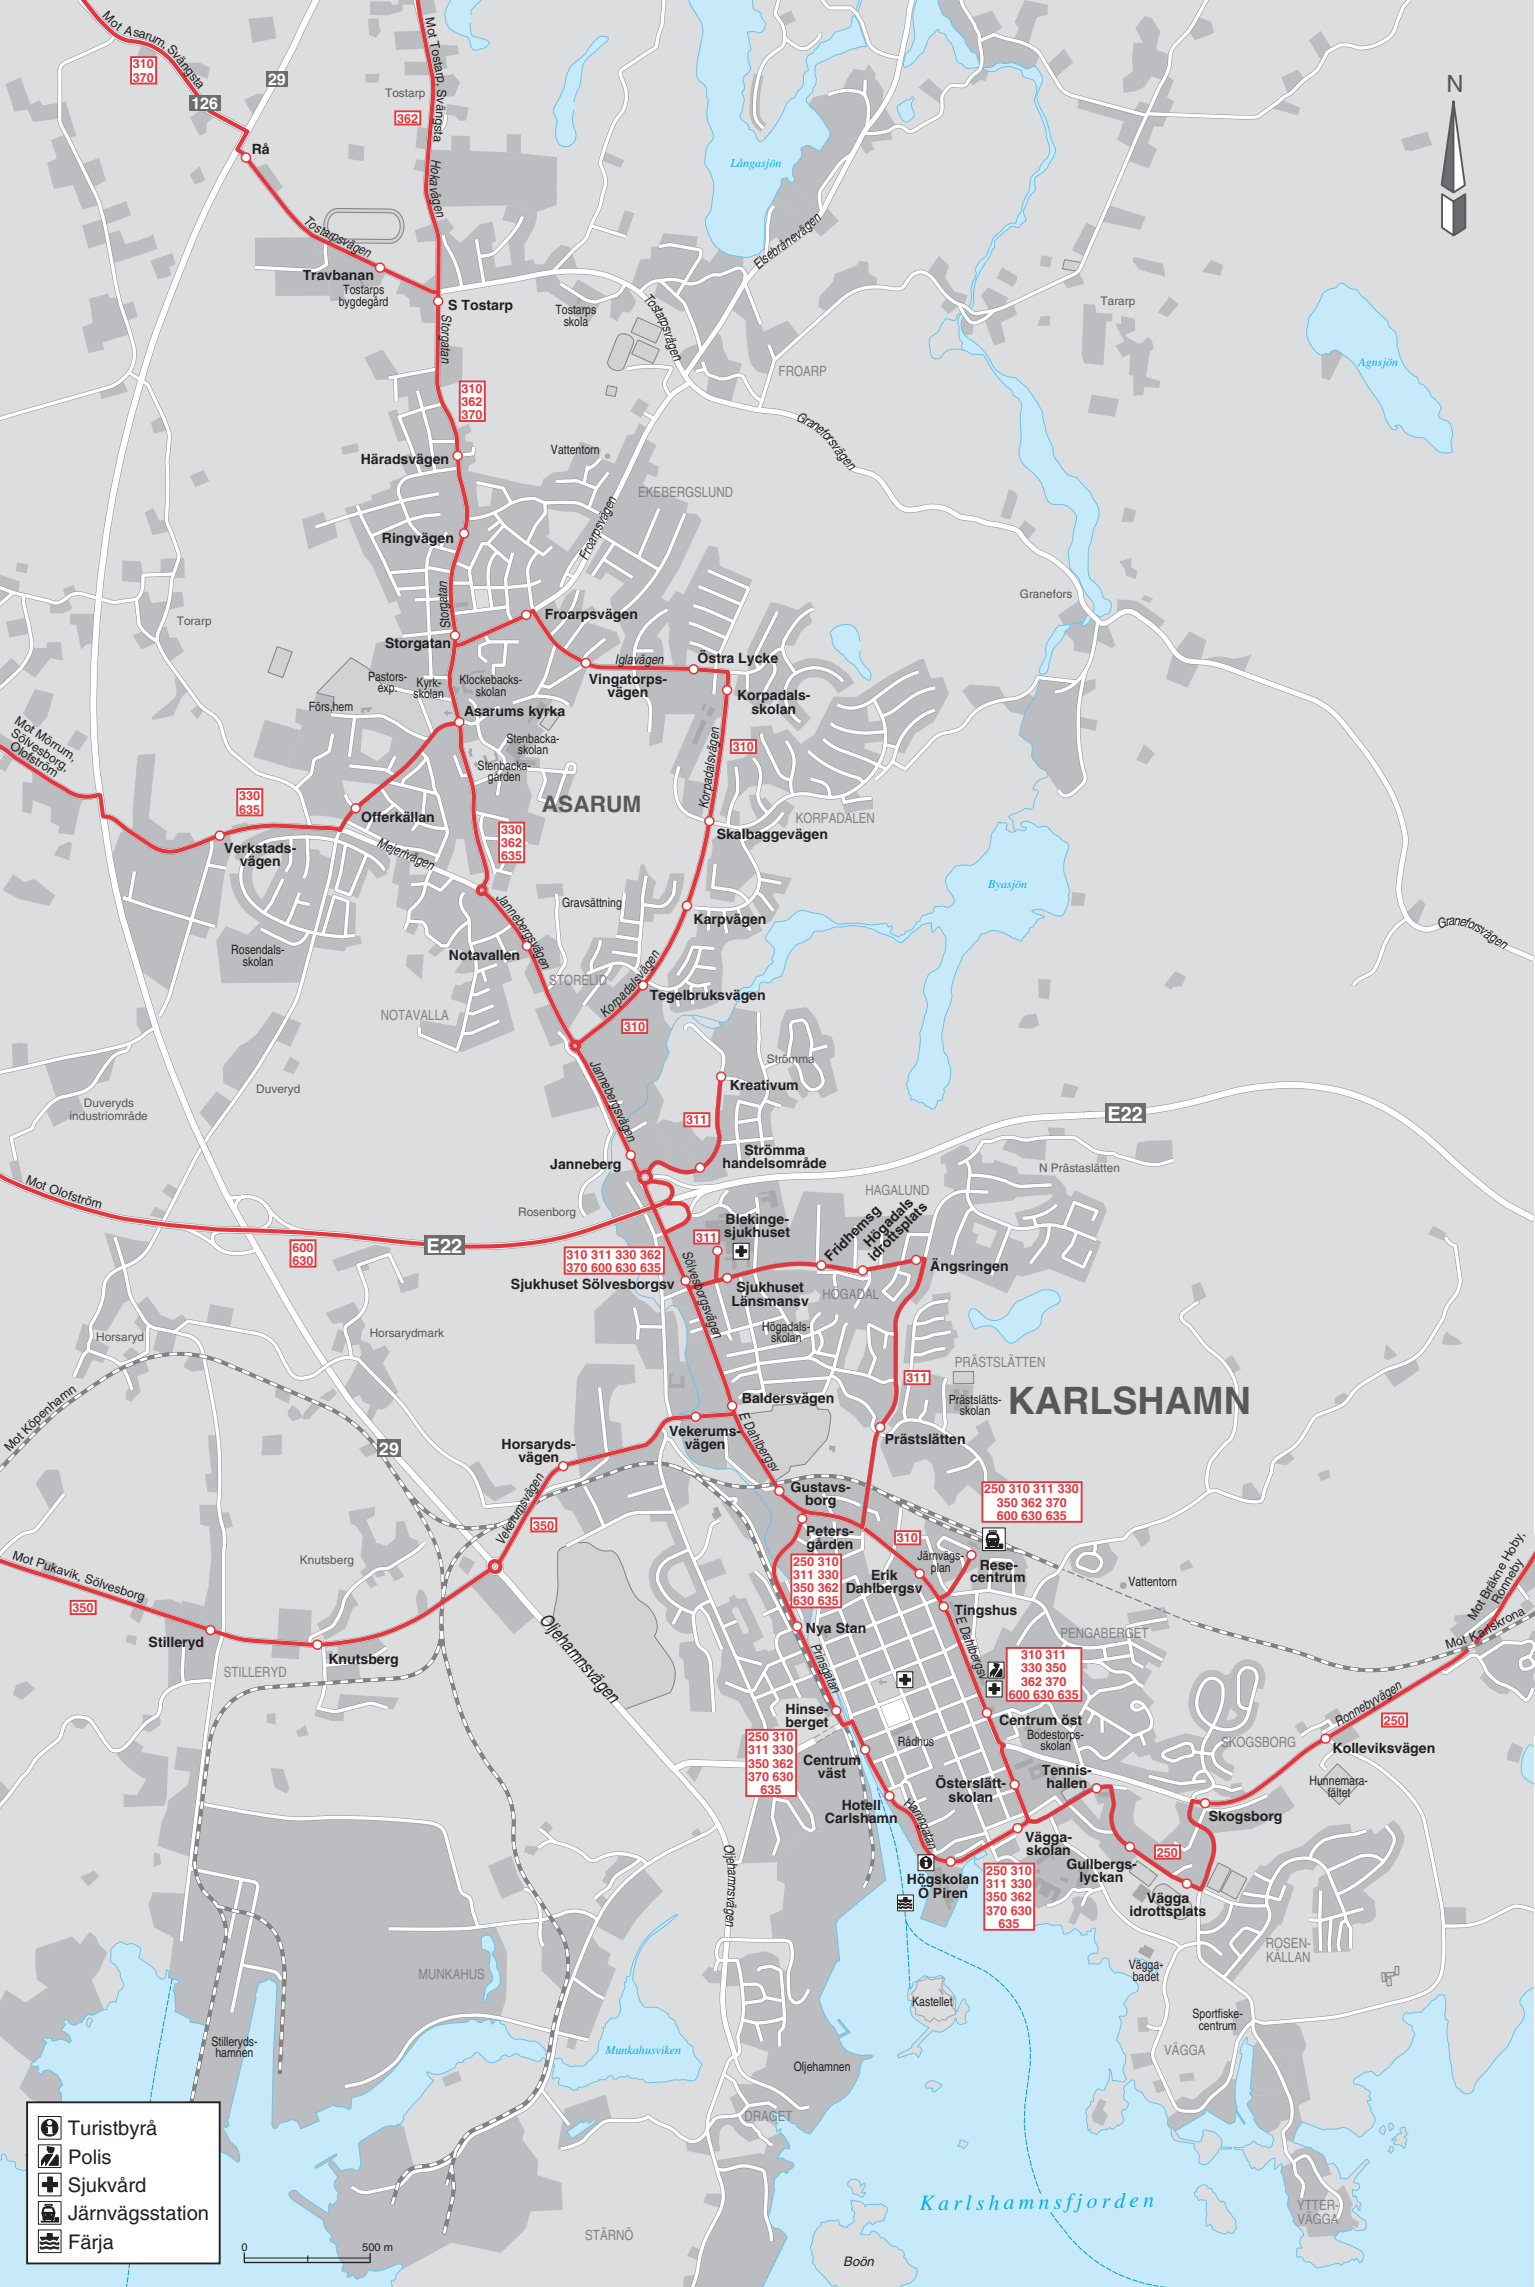 Mot Asarum, Svängsta
310
370
126
29
Rå
Mot Tostarp, Svängsta
Tostarp
362
Hokavägen
Långasjön
N
Tostarpsvägen
Travbanan
Tostarps
bygdegård
S Tostarp
Storgatan
Tostarps
skola
Tostarpsvägen
Elsebrånevägen
Tararp
Agnsjön
FROARP
Graneforsvägen
310
362
370
Häradsvägen
Vattentorn
EKEBERGSLUND
Froarpsvägen
Ringvägen
Storgatan
Granefors
Torarp
Froarpsvägen
Storgatan
Iglavägen
Östra Lycke
Vingatorps-
vägen
Korpadals-
skolan
Pastors-
exp.
Kyrk-
skolan
Klockebacks-
skolan
Förs.hem
Asarums kyrka
Stenbacka-
skolan
Stenbacka-
gården
Korpadalsvägen
310
Mot Mörrum,
Sölvesborg,
Olofström
330
635
ASARUM
Offerkällan
KORPADALEN
Skalbaggevägen
Verkstads-
vägen
Mejerivägen
330
362
635
Byasjön
Gravsättning
Jannebergsvägen
Karpvägen
Graneforsvägen
Rosendals-
skolan
Notavallen
STORELID
Korpadalsvägen
Tegelbruksvägen
NOTAVALLA
310
Strömma
Jannebergsvägen
Kreativum
Duveryd
Duveryds
industriområde
311
E22
Strömma
handelsområde
Janneberg
N Prästaslätten
Mot Olofström
HAGALUND
Rosenborg
Blekinge-
sjukhuset
Fridhemsg
Högadals
idrottsplats
E22
600
630
311
310 311 330 362
370 600 630 635
Sjukhuset Sölvesborgsv
Sölvesborgsvägen
Sjukhuset
Länsmansv
Ängsringen
HÖGADAL
Horsaryd
Horsarydmark
Högadals-
skolan
PRÄSTSLÄTTEN
311
Prästslätts-
skolan
KARLSHAMN
Mot Köpenhamn
Baldersvägen
Vekerums-
vägen
E Dahlbergsv
Prästslätten
29
Horsaryds-
vägen
Vekerumsvägen
350
Gustavs-
borg
250 310 311 330
350 362 370
600 630 635
Peters-
gården
310
Järnvägs-
plan
Rese-
centrum
Mot Pukavik, Sölvesborg
350
Knutsberg
250 310
311 330
350 362
630 635
Erik
Dahlbergsv
Vattentorn
Mot Bräkne Hoby,
Ronneby
Mot Karlskrona
Tingshus
Stilleryd
Knutsberg
Oljehamnsvägen
Nya Stan
Prinsgatan
E Dahlbergsv
PENGABERGET
STILLERYD
310 311
330 350
362 370
600 630 635
Hinse-
berget
Centrum öst
Bodestorps-
skolan
Rådhus
Ronnebyvägen
250
SKOGSBORG
Kolleviksvägen
250 310
311 330
350 362
370 630
635
Centrum
väst
Österslätt-
skolan
Tennis-
hallen
Hunnemara-
fältet
Hotell
Carlshamn
Hamngatan
Skogsborg
Vägga-
skolan
250
Gullbergs-
lyckan
Oljehamnsvägen
Högskolan
Ö Piren
250 310
311 330
350 362
370 630
635
Vägga
idrottsplats
ROSEN-
KÄLLAN
MUNKAHUS
Vägga-
badet
Kastellet
Sportfiske-
centrum
Stilleryds-
hamnen
Munkahusviken
Oljehamnen
VÄGGA
DRAGET
Karlshamnsfjorden
YTTER-
VÄGGA
STÄRNÖ
Boön
Turistbyrå
Polis
Sjukvård
Järnvägsstation
Färja
0
500 m